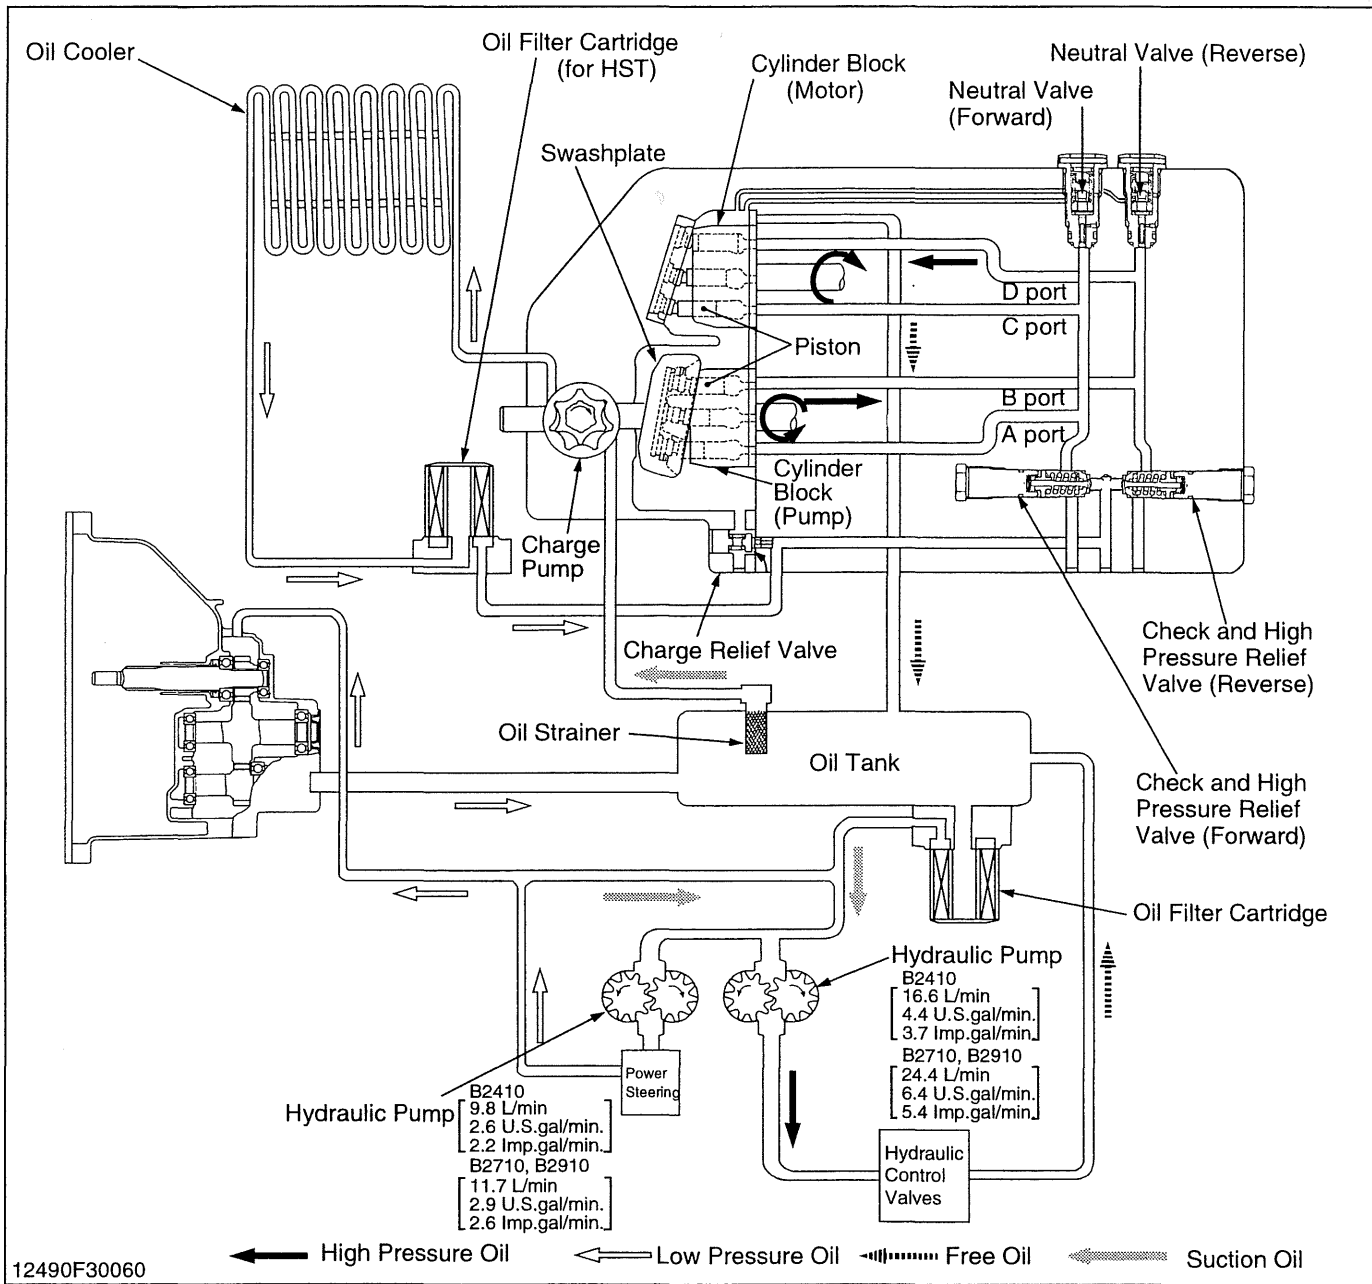 Oil Cooler
Oil Filter Cartridge
(for HST)
Cylinder Block
(Motor)
Neutral Valve (Reverse)
Neutral Valve
(Forward)
Swashplate
D port
C port
Piston
B port
A port
Cylinder
Block
(Pump)
Charge
Pump
Charge Relief Valve
Check and High
Pressure Relief
Valve (Reverse)
Oil Strainer
Oil Tank
Check and High
Pressure Relief
Valve (Forward)
Oil Filter Cartridge
Hydraulic Pump
B2410
16.6 L/min
4.4 U.S.gal/min.
3.7 Imp.gal/min.
B2710, B2910
24.4 L/min
6.4 U.S.gal/min.
5.4 Imp.gal/min.
Power
Steering
Hydraulic Pump
B2410
9.8 L/min
2.6 U.S.gal/min.
2.2 Imp.gal/min.
B2710, B2910
11.7 L/min
2.9 U.S.gal/min.
2.6 Imp.gal/min.
Hydraulic
Control
Valves
High Pressure Oil
Low Pressure Oil
Free Oil
Suction Oil
12490F30060